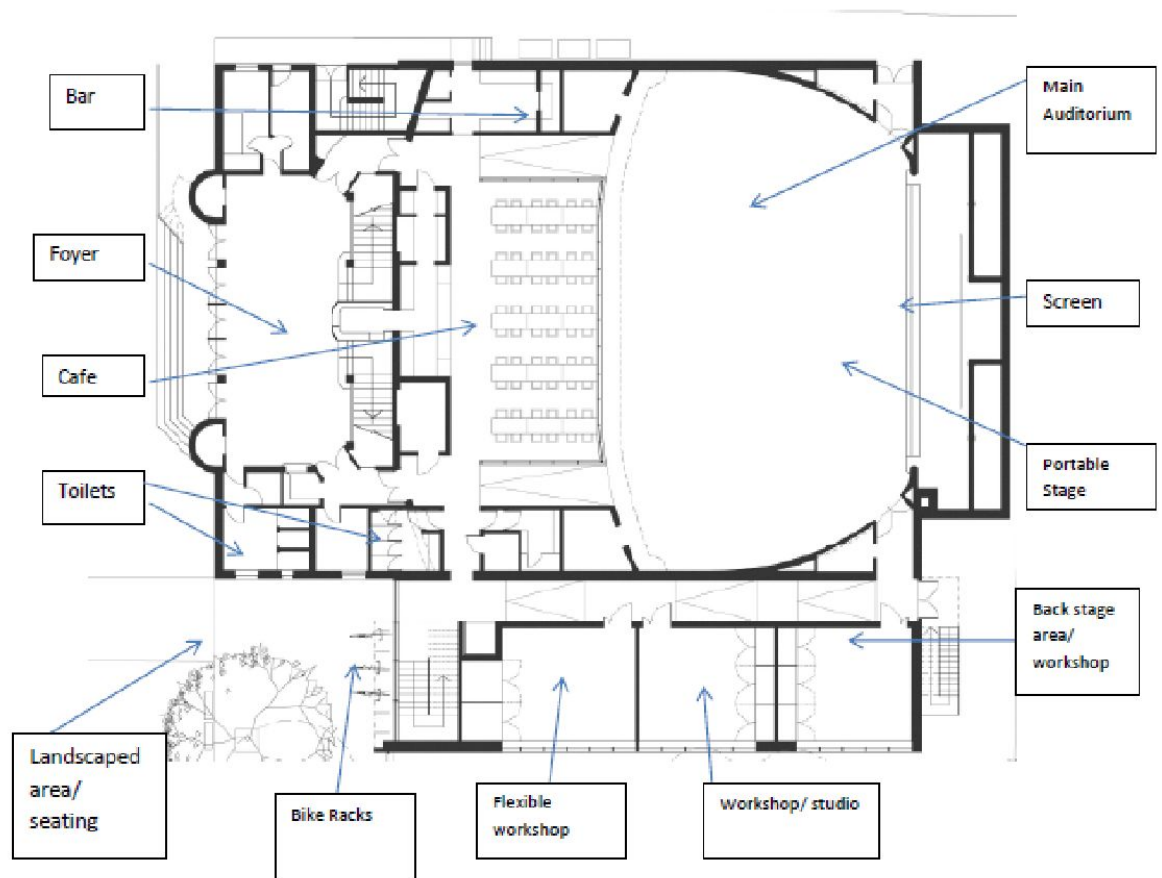 Bar
Main
Auditorium
Foyer
Screen
Cafe
Toilets
Portable
Stage
Back stage
area/
workshop
Landscaped
area/
seating
Bike Racks
Flexible
workshop
Workshop/ studio